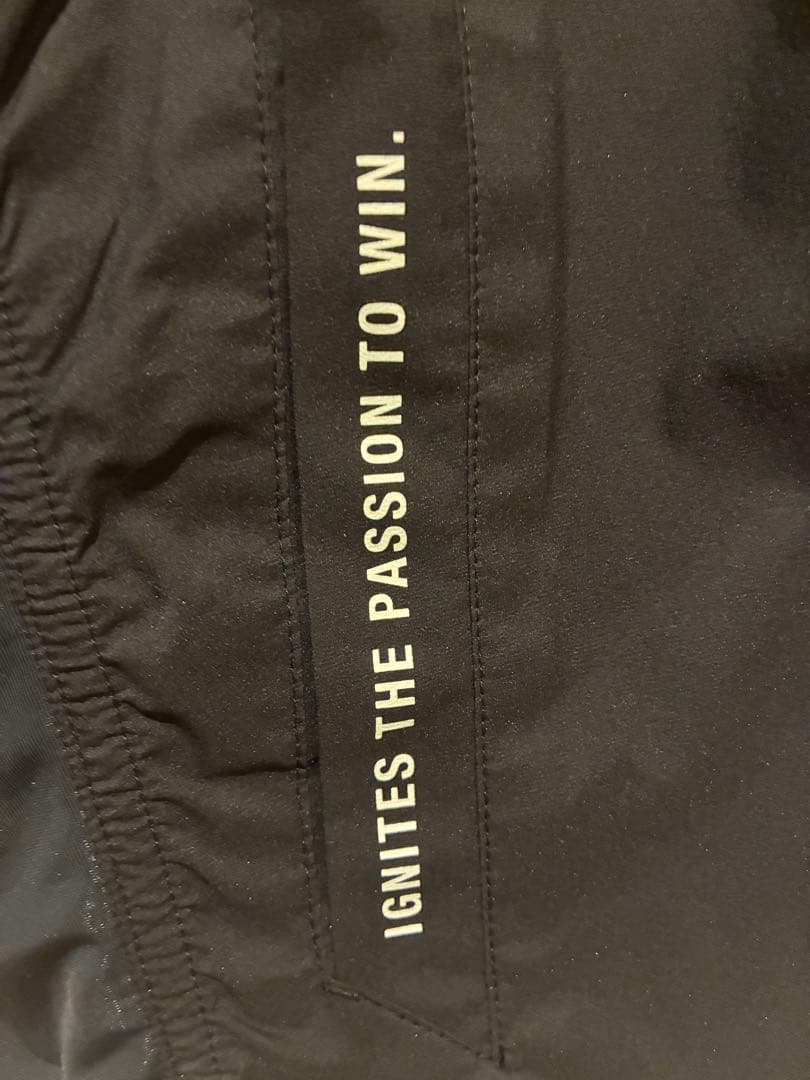 IGNITES THE PASSION TO WIN.